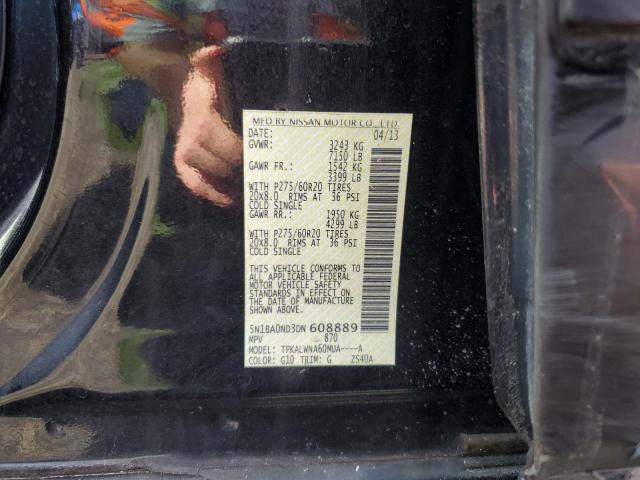 MFD BY NISSAN MOTOR CO., LTD.
DATE: 04/13
GVWR: 3243 KG
7150 LB
GAWR FR.: 1542 KG
3399 LB
WITH P275/60R20 TIRES
20X8.0 RIMS AT 36 PSI
COLD SINGLE
GAWR RR.: 1950 KG
4299 LB
WITH P275/60R20 TIRES
20X8.0 RIMS AT 36 PSI
COLD SINGLE
THIS VEHICLE CONFORMS TO
ALL APPLICABLE FEDERAL
MOTOR VEHICLE SAFETY
STANDARDS IN EFFECT ON
THE DATE OF MANUFACTURE
SHOWN ABOVE.
5N1BA0ND3DN 608889
MPV 870
MODEL: TPKALWNA60MUA----A
COLOR: G10 TRIM: G ZS40A